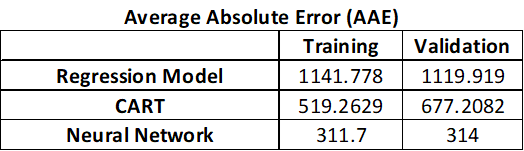 Average Absolute Error (AAE)
Training Validation
Regression Model 1141.778 1119.919
CART 519.2629 677.2082
Neural Network 311.7 314